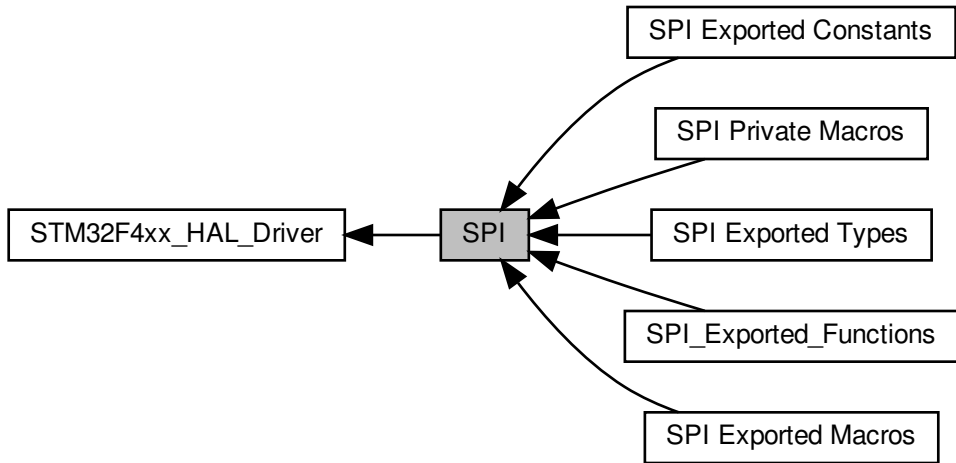 SPI Exported Constants
SPI Private Macros
STM32F4xx_HAL_Driver
SPI
SPI Exported Types
SPI_Exported_Functions
SPI Exported Macros